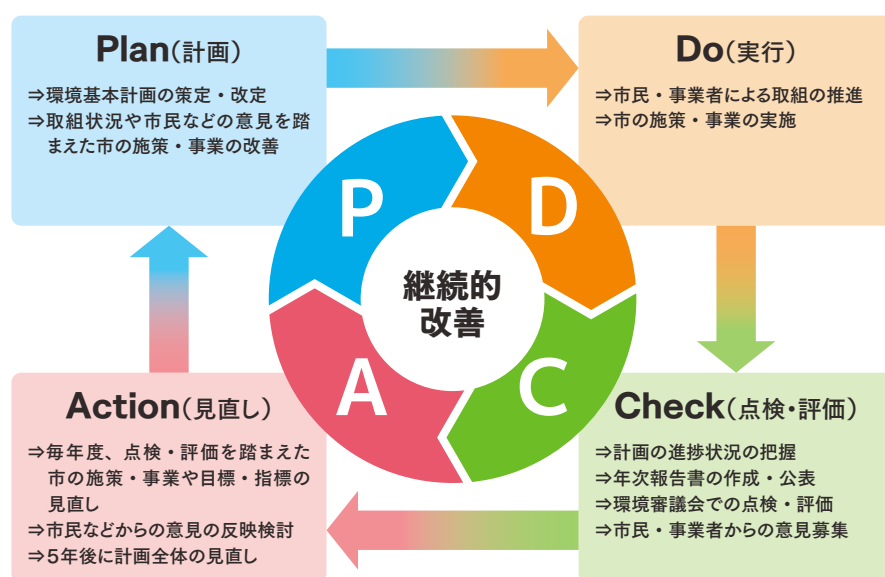 Plan(計画)
⇒環境基本計画の策定・改定
⇒取組状況や市民などの意見を踏
まえた市の施策・事業の改善
Do(実行)
⇒市民・事業者による取組の推進
⇒市の施策・事業の実施
P
D
継続的
改善
A
C
Action(見直し)
⇒毎年度、点検・評価を踏まえた
市の施策・事業や目標・指標の
見直し
⇒市民などからの意見の反映検討
⇒5年後に計画全体の見直し
Check(点検・評価)
⇒計画の進捗状況の把握
⇒年次報告書の作成・公表
⇒環境審議会での点検・評価
⇒市民・事業者からの意見募集